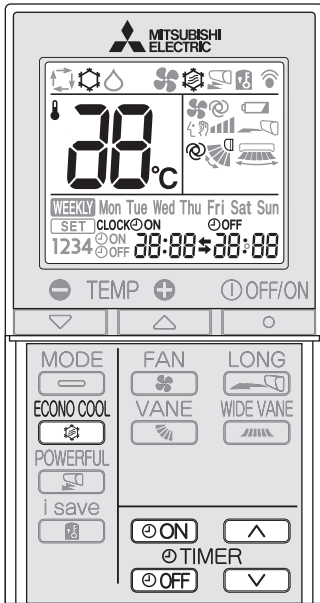 MITSUBISHI
ELECTRIC
88°C
WEEKLY Mon Tue Wed Thu Fri Sat Sun
SET CLOCK ON OFF
1234 ON OFF 88:88 88:88
TEMP OFF/ON
MODE FAN LONG
ECONO COOL VANE WIDE VANE
POWERFUL
i save
ON
TIMER
OFF